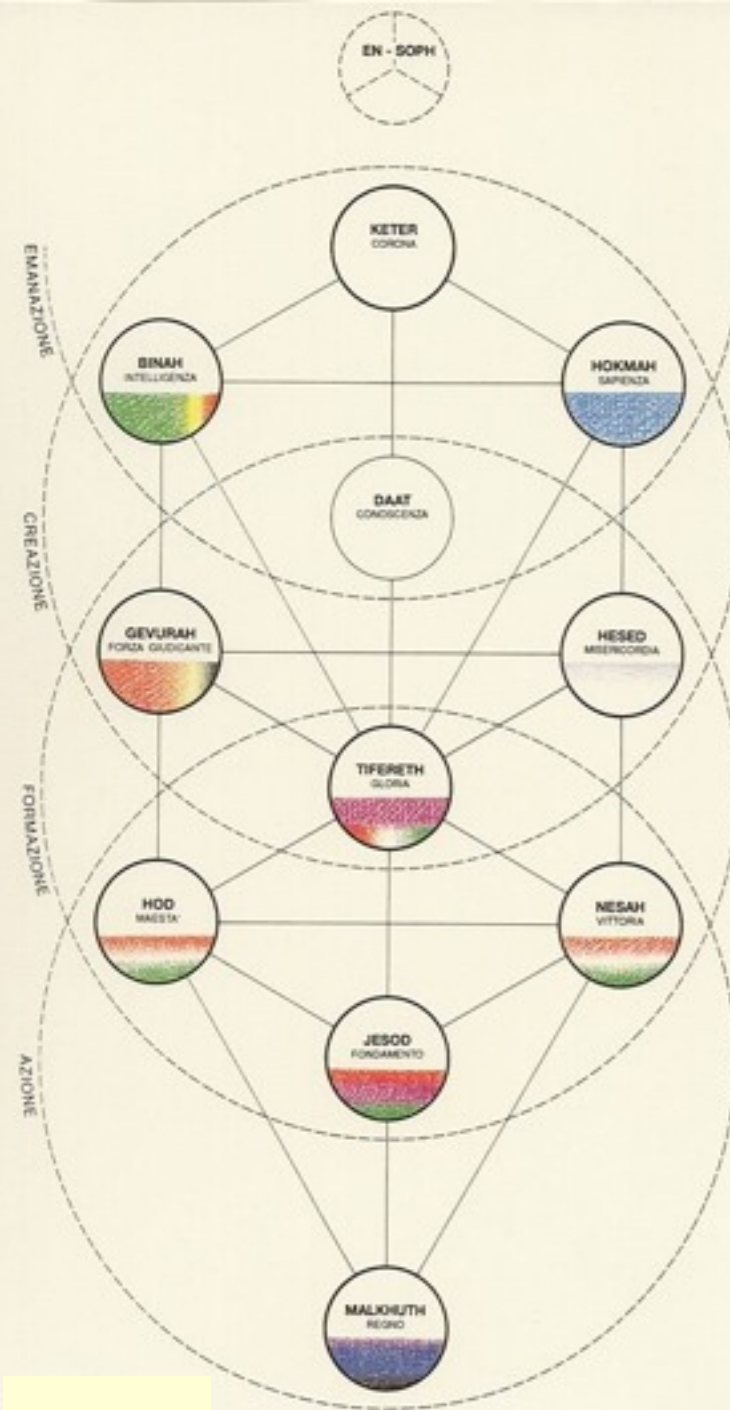 EN - SOPH
KETER
CORONA
EMANAZIONE
BINAH
INTELLIGENZA
HOKMAH
SAPIENZA
DAAT
CONOSCENZA
CREAZIONE
GEVURAH
FORZA GIUDICANTE
HESED
MISERICORDIA
TIFERETH
GLORIA
FORMAZIONE
HOD
MAESTA'
NESAH
VITTORIA
JESOD
FONDAMENTO
AZIONE
MALKHUTH
REGNO